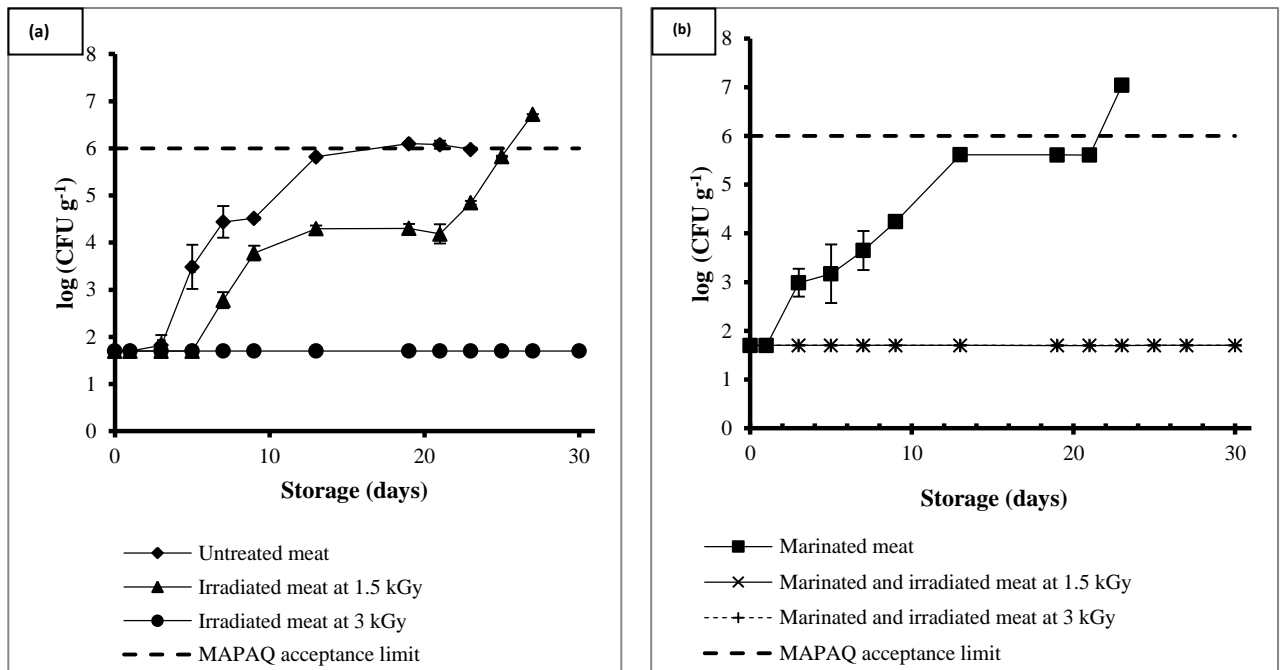 (a)
8
7
6
5
4
3
2
1
0
log (CFU g⁻¹)
0 10 20 30
Storage (days)
Untreated meat
Irradiated meat at 1.5 kGy
Irradiated meat at 3 kGy
MAPAQ acceptance limit
(b)
8
7
6
5
4
3
2
1
0
log (CFU g⁻¹)
0 10 20 30
Storage (days)
Marinated meat
Marinated and irradiated meat at 1.5 kGy
Marinated and irradiated meat at 3 kGy
MAPAQ acceptance limit